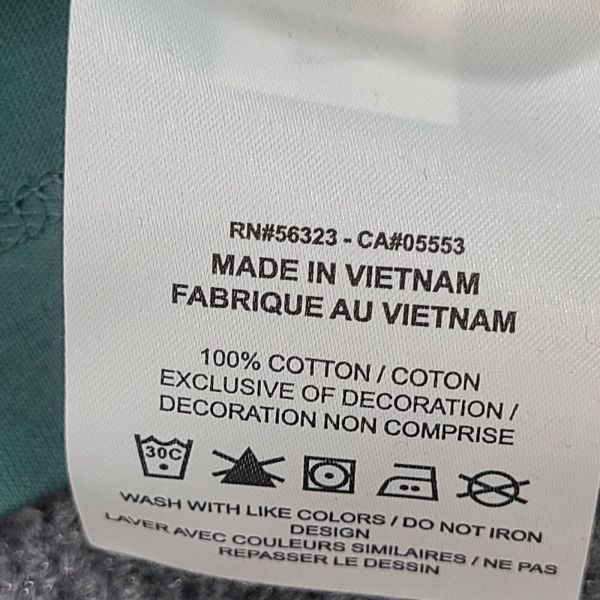 RN#56323 - CA#05553
MADE IN VIETNAM
FABRIQUE AU VIETNAM
100% COTTON / COTON
EXCLUSIVE OF DECORATION /
DECORATION NON COMPRISE
30C
WASH WITH LIKE COLORS / DO NOT IRON
DESIGN
LAVER AVEC COULEURS SIMILAIRES / NE PAS
REPASSER LE DESSIN